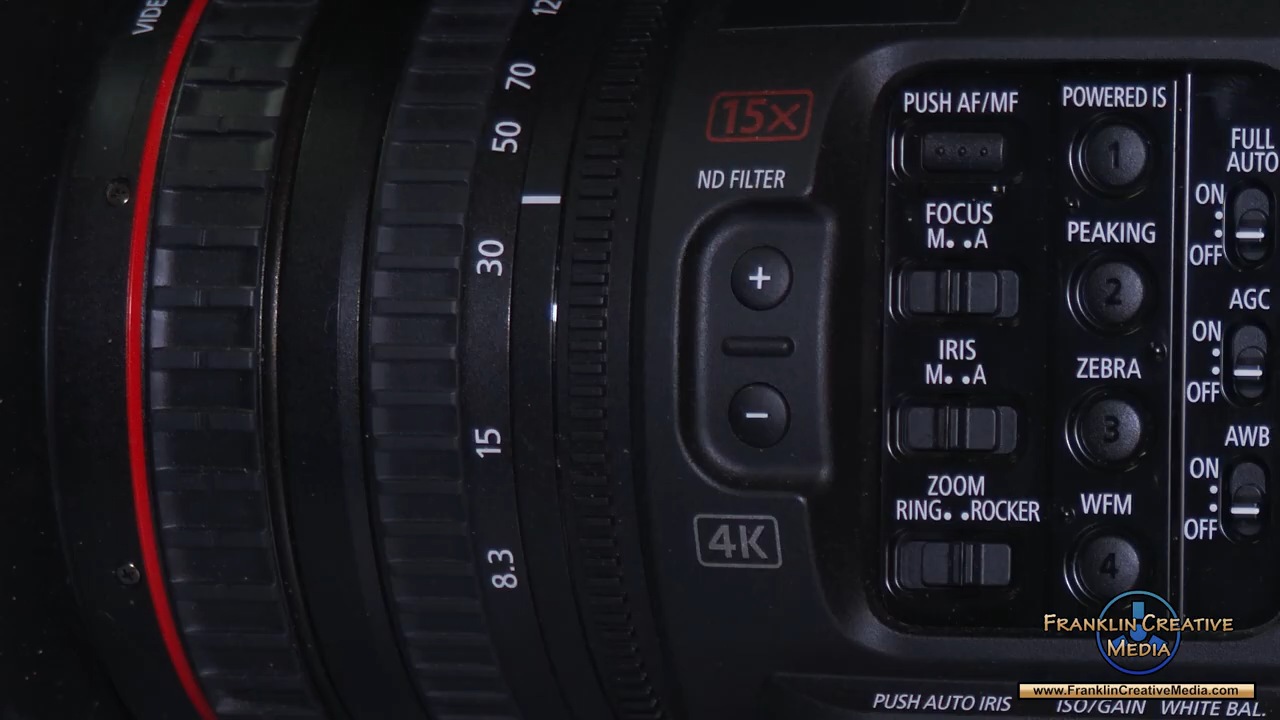 VIDE
12
70
50
30
15
8.3
15x
ND FILTER
+
−
4K
PUSH AF/MF
FOCUS
M• •A
IRIS
M• •A
ZOOM
RING• •ROCKER
POWERED IS
1
PEAKING
2
ZEBRA
3
WFM
4
FULL
AUTO
ON
OFF
AGC
ON
OFF
AWB
ON
OFF
PUSH AUTO IRIS
ISO/GAIN
WHITE BAL.
FRANKLIN CREATIVE
MEDIA
www.FranklinCreativeMedia.com